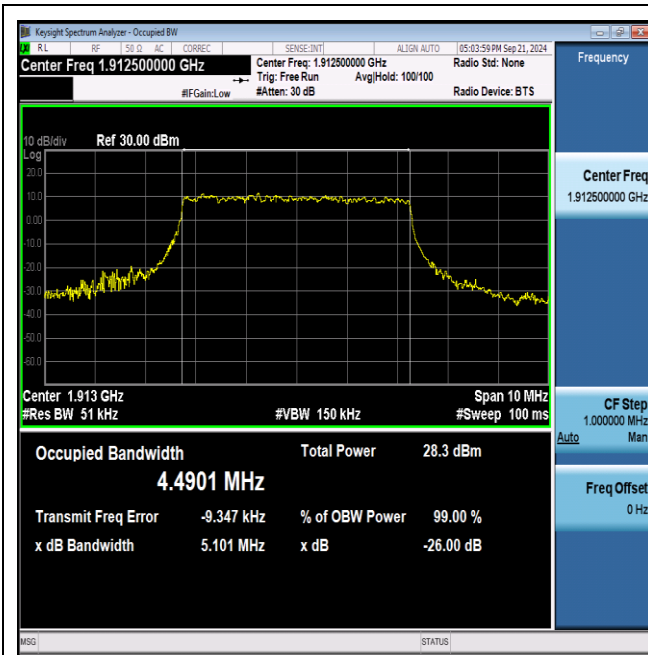 Keysight Spectrum Analyzer - Occupied BW
RL RF 50 Ω AC CORREC SENSE:INT ALIGN AUTO 05:03:59 PM Sep 21, 2024
Center Freq 1.912500000 GHz Center Freq: 1.912500000 GHz Radio Std: None
Trig: Free Run Avg|Hold: 100/100
#IFGain:Low #Atten: 30 dB Radio Device: BTS
10 dB/div Ref 30.00 dBm
Log
20.0
10.0
0.00
-10.0
-20.0
-30.0
-40.0
-50.0
-60.0
Center 1.913 GHz Span 10 MHz
#Res BW 51 kHz #VBW 150 kHz #Sweep 100 ms
Occupied Bandwidth Total Power 28.3 dBm
4.4901 MHz
Transmit Freq Error -9.347 kHz % of OBW Power 99.00 %
x dB Bandwidth 5.101 MHz x dB -26.00 dB
MSG STATUS
Frequency
Center Freq
1.912500000 GHz
CF Step
1.000000 MHz
Auto Man
Freq Offset
0 Hz